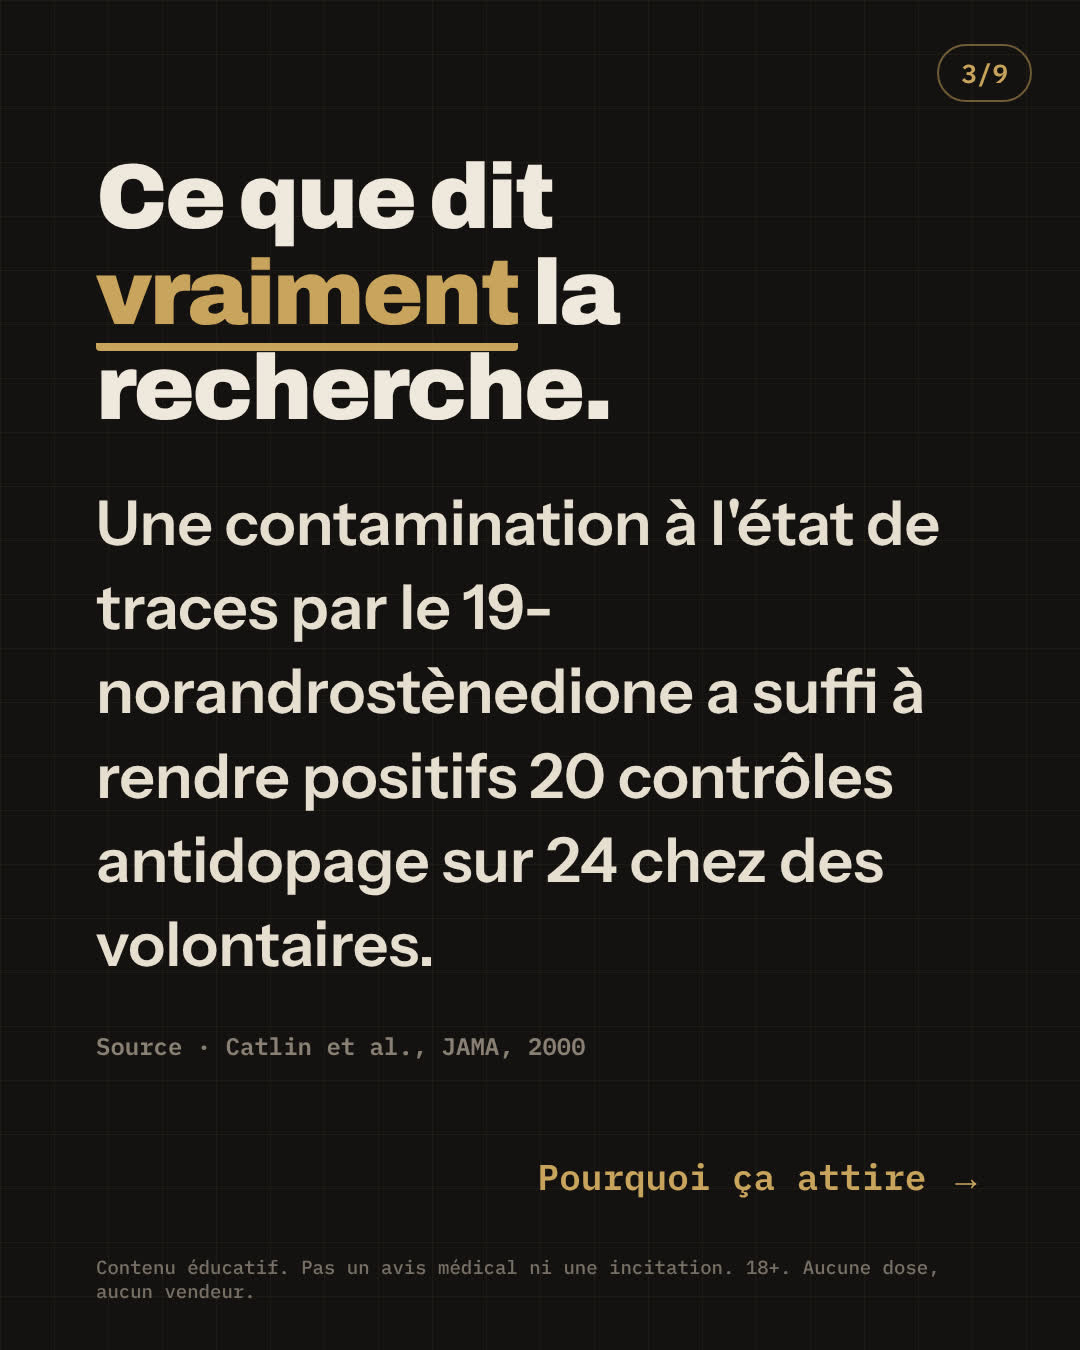 3/9
Ce que dit
vraiment la
recherche.
Une contamination à l'état de
traces par le 19-
norandrostènedione a suffi à
rendre positifs 20 contrôles
antidopage sur 24 chez des
volontaires.
Source · Catlin et al., JAMA, 2000
Pourquoi ça attire →
Contenu éducatif. Pas un avis médical ni une incitation. 18+. Aucune dose,
aucun vendeur.